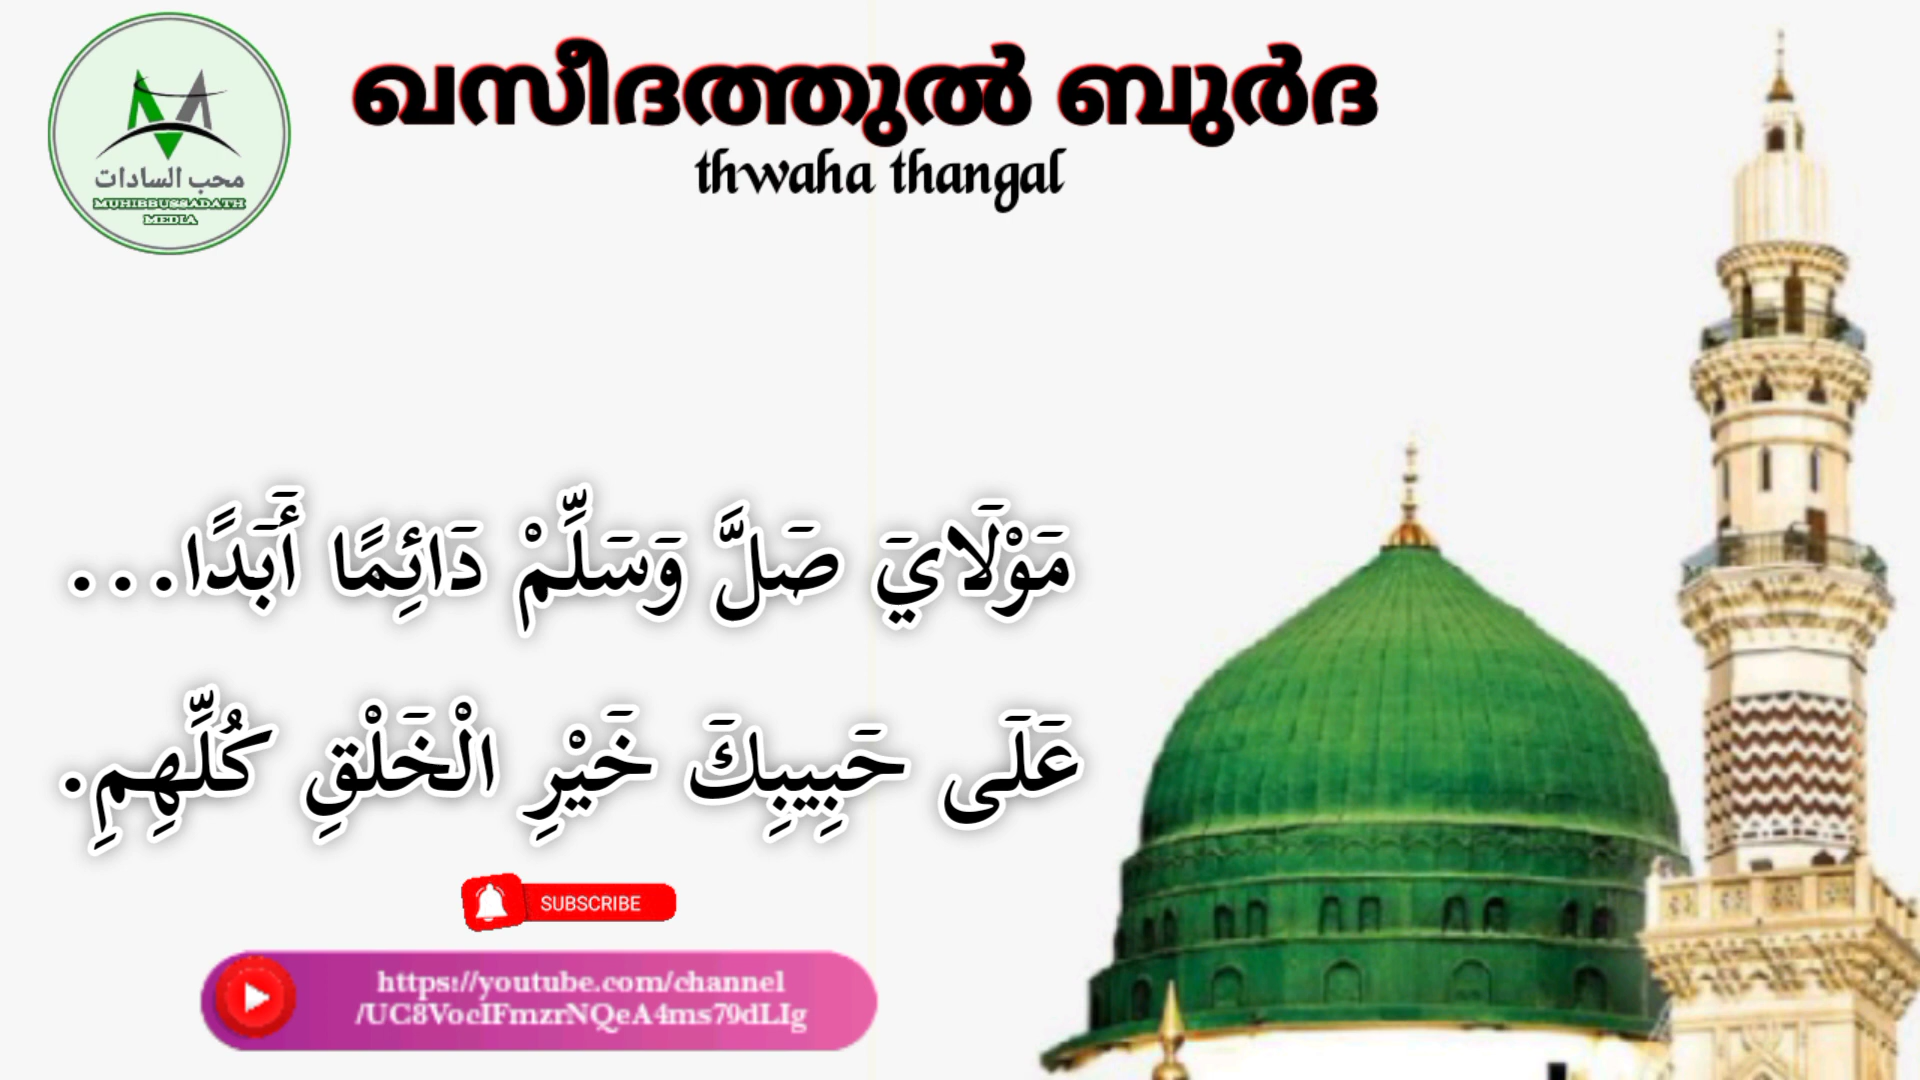 محب السادات
MUHIBBUSSADATH
MEDIA
ഖസീദത്തുൽ ബുർദ
thwaha thangal
مَوْلَايَ صَلَّ وَسَلِّمْ دَائِمًا أَبَدًا...
عَلَى حَبِيبِكَ خَيْرِ الْخَلْقِ كُلِّهِمِ.
SUBSCRIBE
https://youtube.com/channel
/UC8VocIFmzrNQeA4ms79dLIg